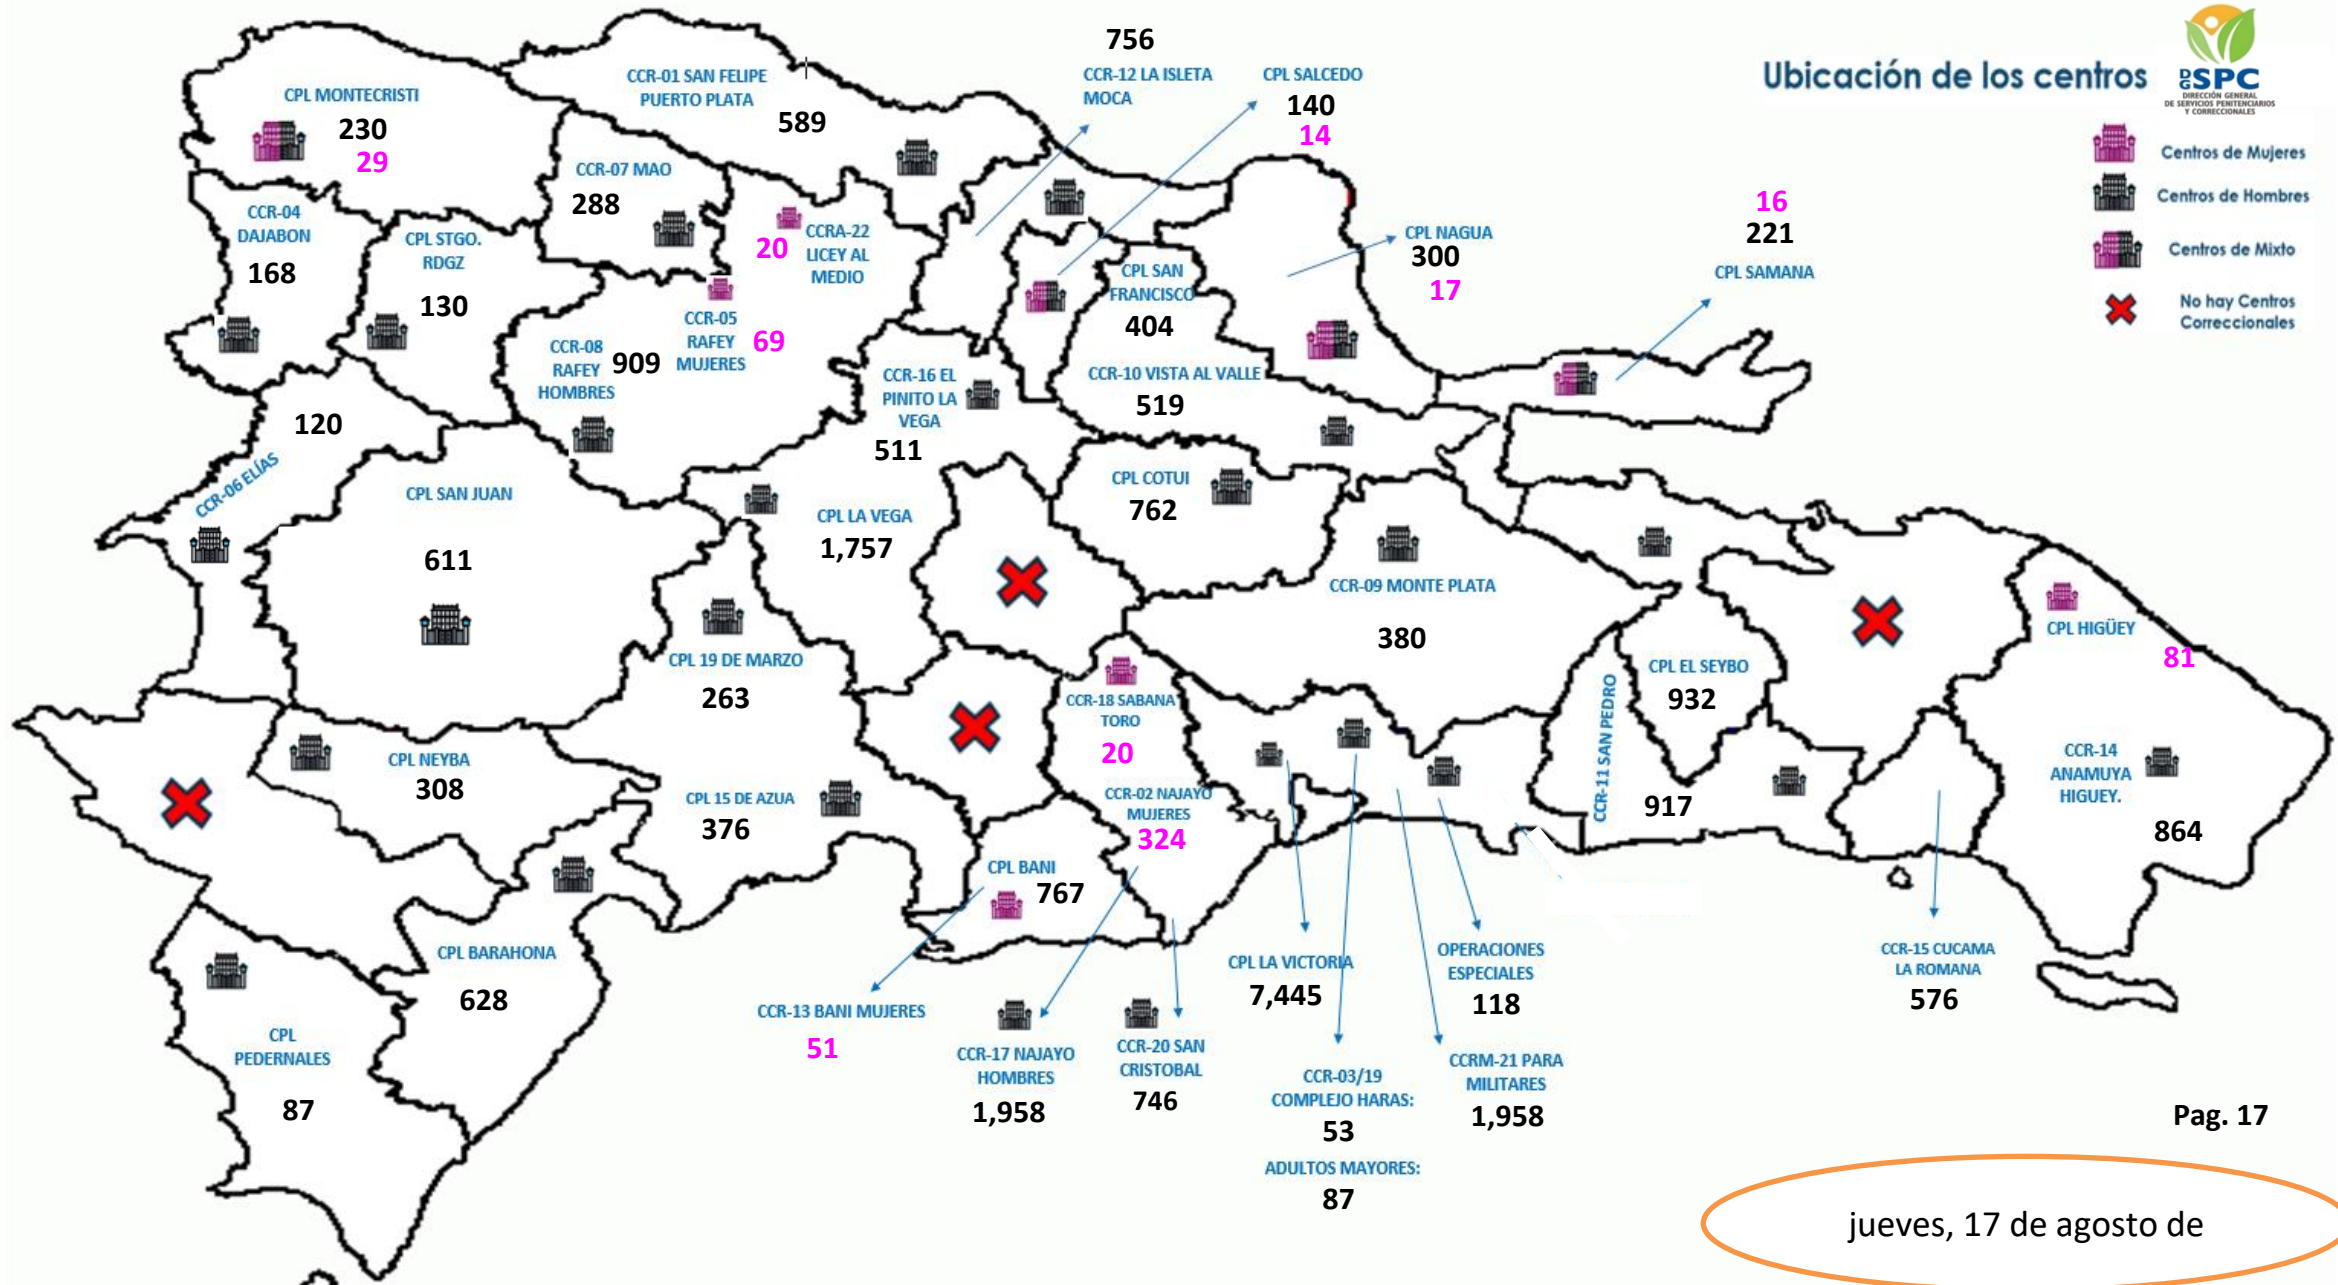 Ubicación de los centros
DGSPC
DIRECCIÓN GENERAL
DE SERVICIOS PENITENCIARIOS
Y CORRECCIONALES
Centros de Mujeres
Centros de Hombres
Centros de Mixto
No hay Centros
Correccionales
CPL MONTECRISTI
230
29
CCR-01 SAN FELIPE
PUERTO PLATA
589
756
CCR-12 LA ISLETA
MOCA
CPL SALCEDO
140
14
CCR-07 MAO
288
CCR-04
DAJABON
168
CPL STGO.
RDGZ
130
20
CCRA-22
LICEY AL
MEDIO
CPL NAGUA
300
17
16
221
CPL SAMANA
CPL SAN
FRANCISCO
404
CCR-05
RAFEY
MUJERES
69
CCR-08
RAFEY
HOMBRES
909
CCR-16 EL
PINITO LA
VEGA
511
CCR-10 VISTA AL VALLE
519
120
CCR-06 ELÍAS
CPL SAN JUAN
611
CPL LA VEGA
1,757
CPL COTUI
762
CCR-09 MONTE PLATA
380
CPL HIGÜEY
81
CPL 19 DE MARZO
263
CCR-18 SABANA
TORO
20
CCR-11 SAN PEDRO
917
CPL EL SEYBO
932
CPL NEYBA
308
CPL 15 DE AZUA
376
CCR-02 NAJAYO
MUJERES
324
CCR-14
ANAMUYA
HIGUEY.
864
CPL BANI
767
CPL BARAHONA
628
CPL
PEDERNALES
87
CCR-13 BANI MUJERES
51
CCR-17 NAJAYO
HOMBRES
1,958
CCR-20 SAN
CRISTOBAL
746
CPL LA VICTORIA
7,445
OPERACIONES
ESPECIALES
118
CCR-03/19
COMPLEJO HARAS:
53
ADULTOS MAYORES:
87
CCRM-21 PARA
MILITARES
1,958
CCR-15 CUCAMA
LA ROMANA
576
Pag. 17
jueves, 17 de agosto de